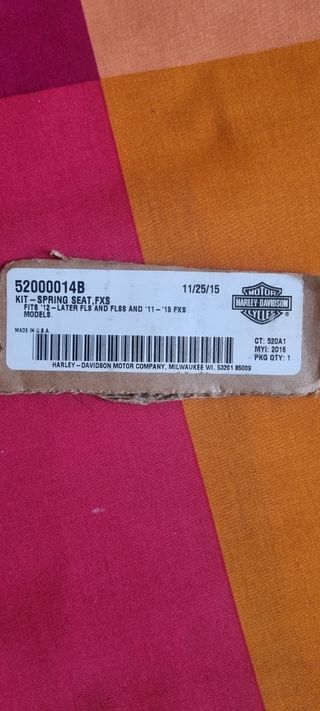 52000014B 11/25/15
KIT-SPRING SEAT,FXS
FITS '12-LATER FLS AND FLSS AND '11-'13 FXS
MODELS.
MADE IN U.S.A.
MOTOR
HARLEY-DAVIDSON
CYCLES
®
CT: 520A1
MYI: 2016
PKG QTY: 1
HARLEY-DAVIDSON MOTOR COMPANY, MILWAUKEE WI. 53201 85009